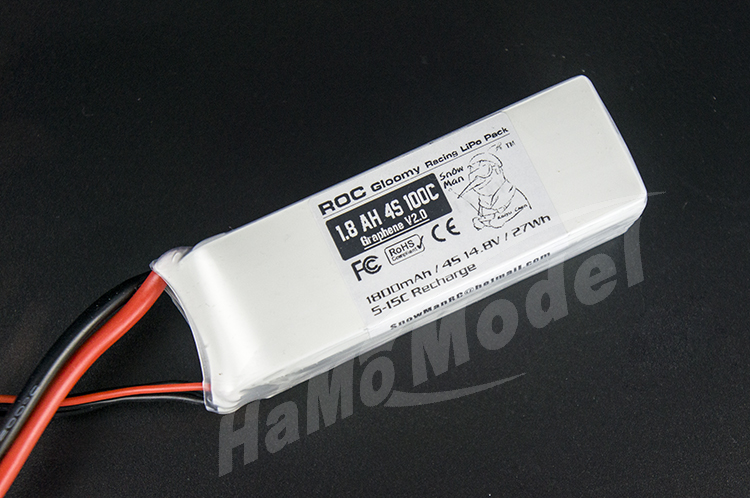 ROC Gloomy Racing LiPo Pack
1.8 AH 4S 100C
Graphene V2.0
Snow Man TM
FC RoHS Compliant CE
1800mAh / 4S 14.8V / 27Wh
5-15C Recharge
SnowManRC@hotmail.com
HaMo Model